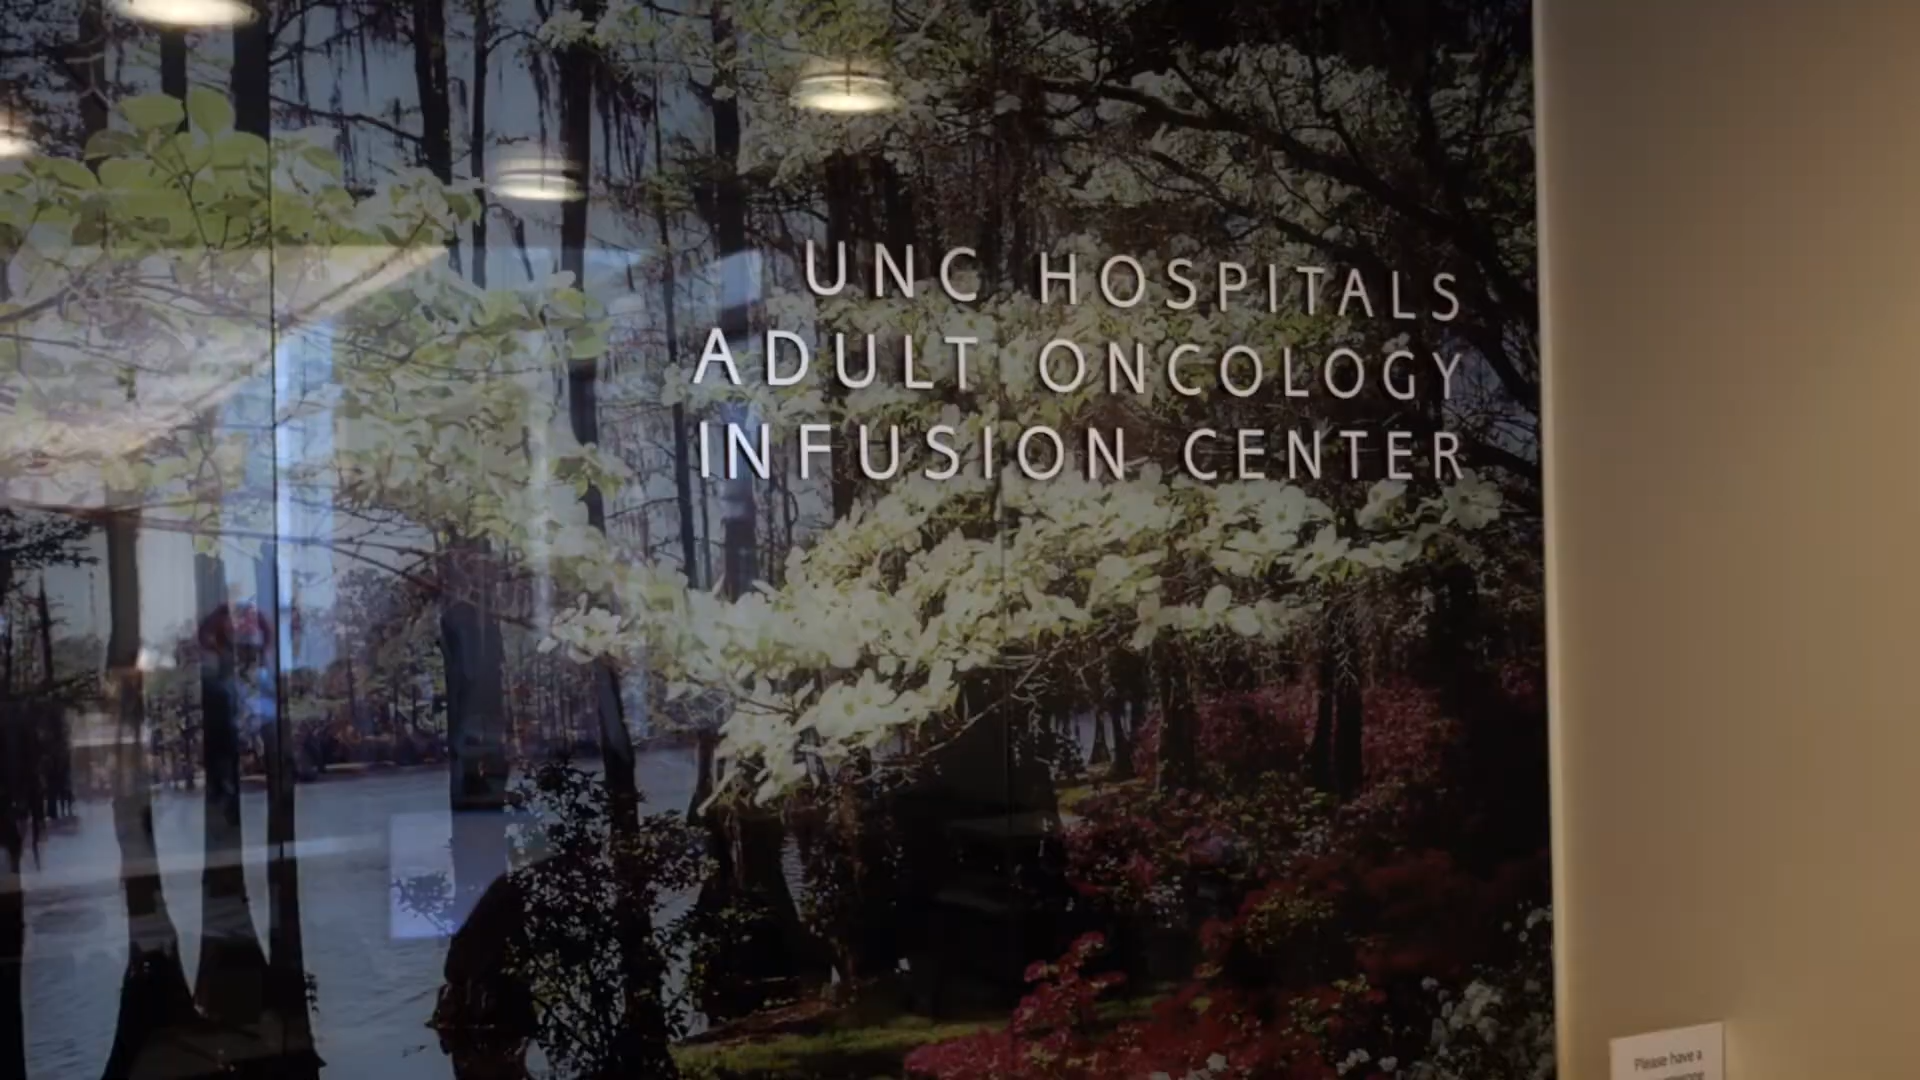 UNC HOSPITALS
ADULT ONCOLOGY
INFUSION CENTER
Please have a